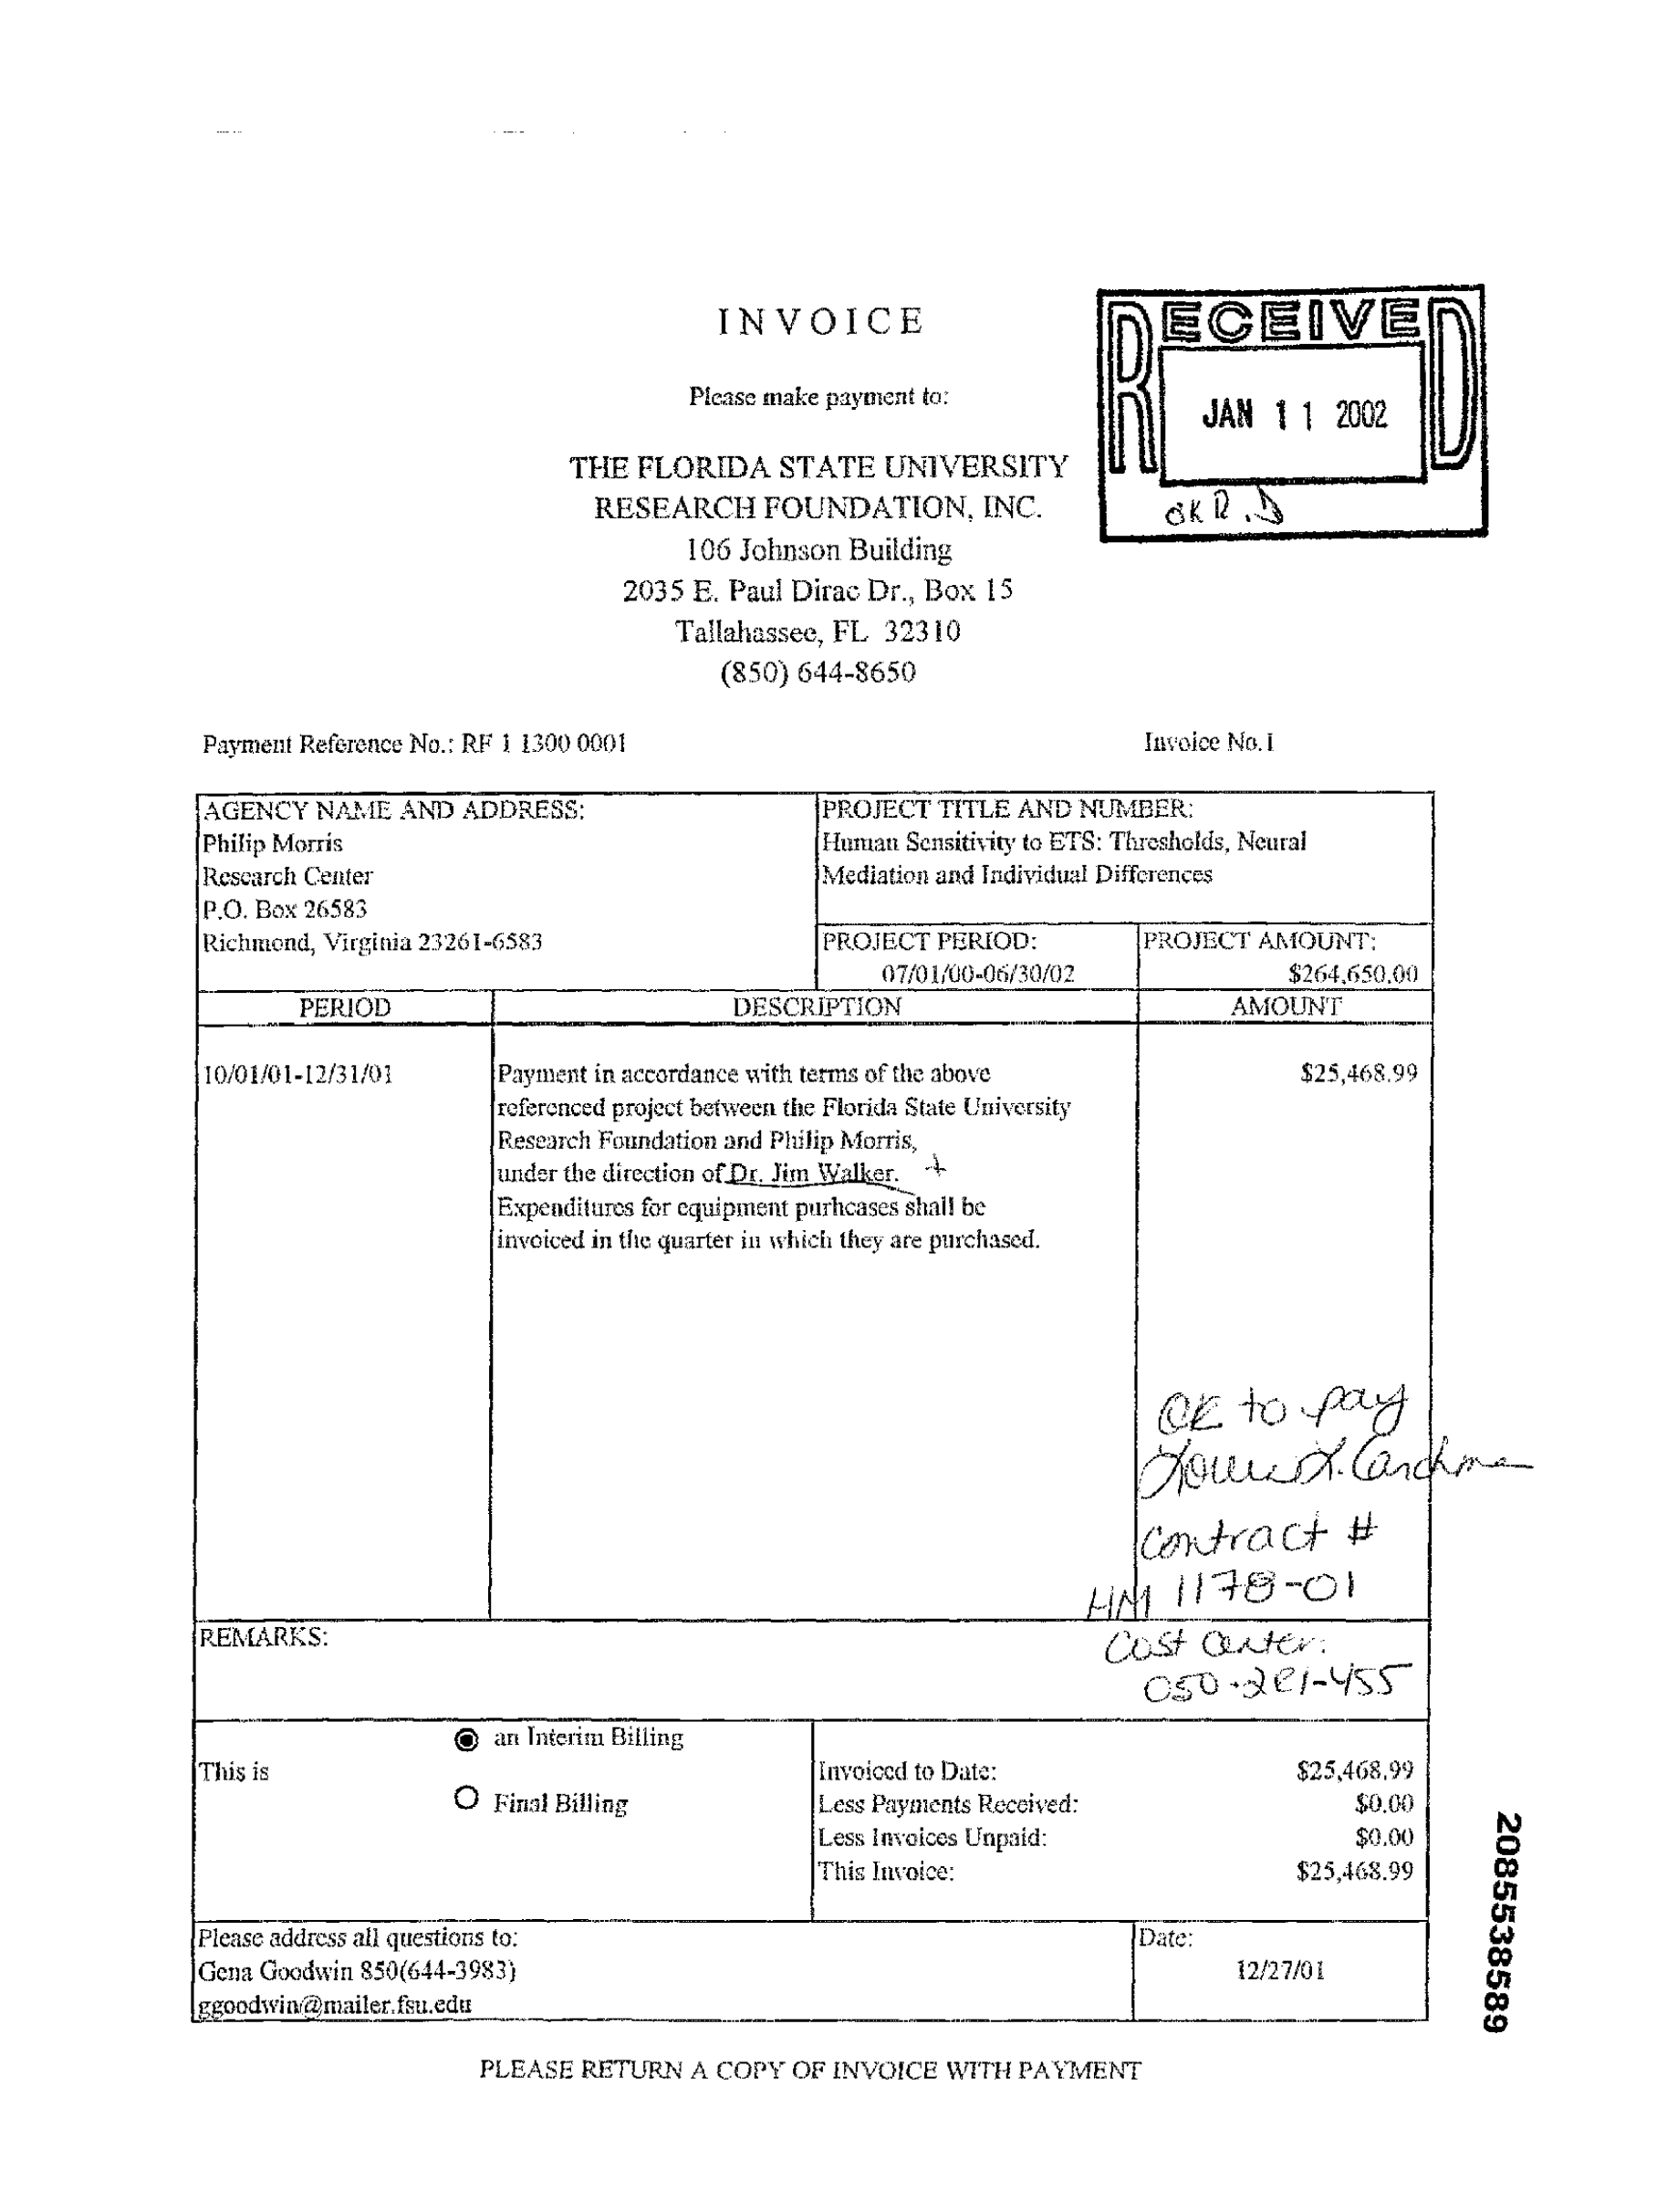 INVOICE
RECEIVED
JAN 11 2002
OK R.D
Please make payment to:
THE FLORIDA STATE UNIVERSITY
RESEARCH FOUNDATION, INC.
106 Johnson Building
2035 E. Paul Dirac Dr., Box 15
Tallahassee, FL 32310
(850) 644-8650
Payment Reference No.: RF 1 1300 0001
Invoice No. 1
AGENCY NAME AND ADDRESS:
Philip Morris
Research Center
P.O. Box 26583
Richmond, Virginia 23261-6583
PROJECT TITLE AND NUMBER:
Human Sensitivity to ETS: Thresholds, Neural
Mediation and Individual Differences
PROJECT PERIOD:
07/01/00-06/30/02
PROJECT AMOUNT:
$264,650.00
PERIOD DESCRIPTION AMOUNT
10/01/01-12/31/01
Payment in accordance with terms of the above
referenced project between the Florida State University
Research Foundation and Philip Morris,
under the direction of Dr. Jim Walker.
Expenditures for equipment purhcases shall be
invoiced in the quarter in which they are purchased.
$25,468.99
OK to pay
Contract #
HM 1178-01
REMARKS:
Cost Center:
This is
an Interim Billing
Final Billing
Invoiced to Date: $25,468.99
Less Payments Received: $0.00
Less Invoices Unpaid: $0.00
This Invoice: $25,468.99
Please address all questions to:
Gena Goodwin 850(644-3983)
ggoodwin@mailer.fsu.edu
Date:
12/27/01
2085538589
PLEASE RETURN A COPY OF INVOICE WITH PAYMENT